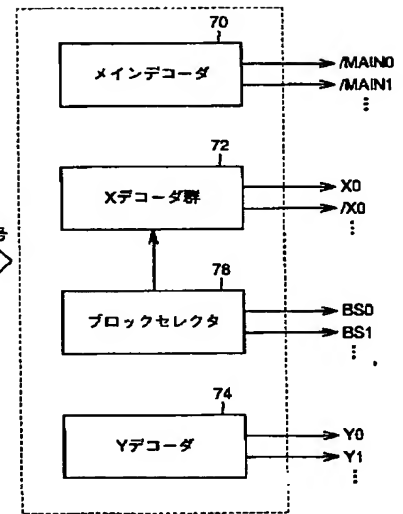 70
メインデコーダ
/MAIN0
/MAIN1
⋮
72
Xデコーダ群
X0
/X0
⋮
号
78
ブロックセレクタ
BS0
BS1
⋮
74
Yデコーダ
Y0
Y1
⋮